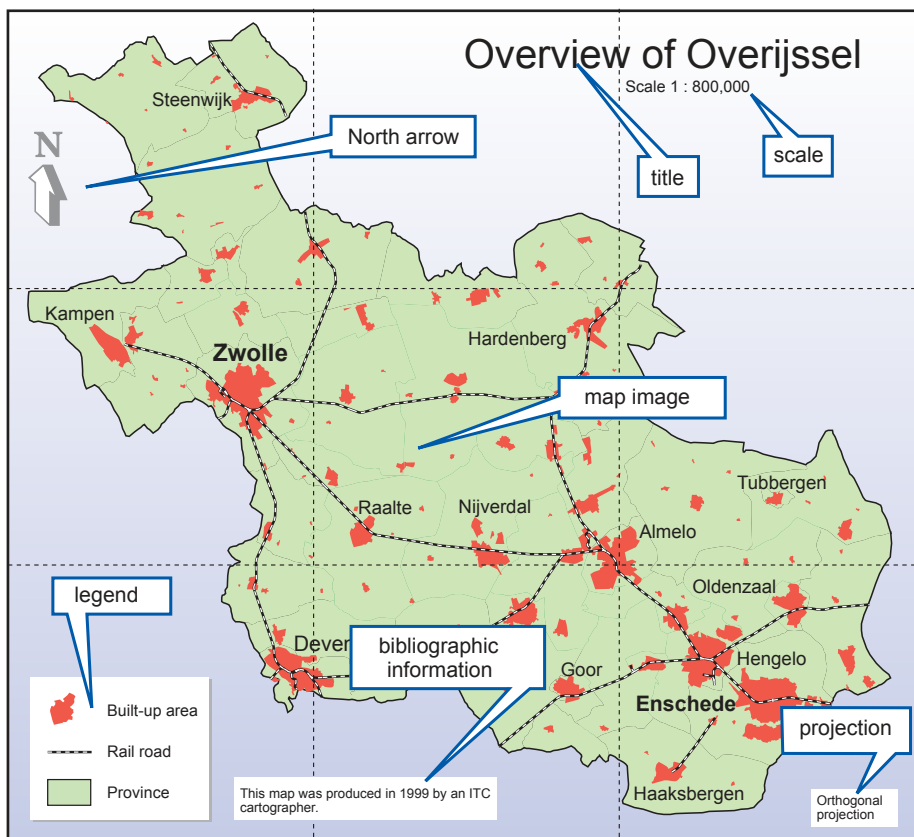 Overview of Overijssel
Scale 1 : 800,000
Steenwijk
North arrow
N
scale
title
Kampen
Zwolle
Hardenberg
map image
Tubbergen
Raalte
Nijverdal
Almelo
legend
Oldenzaal
Dever
bibliographic
information
Goor
Hengelo
Enschede
Built-up area
projection
Rail road
Province
This map was produced in 1999 by an ITC
cartographer.
Haaksbergen
Orthogonal
projection